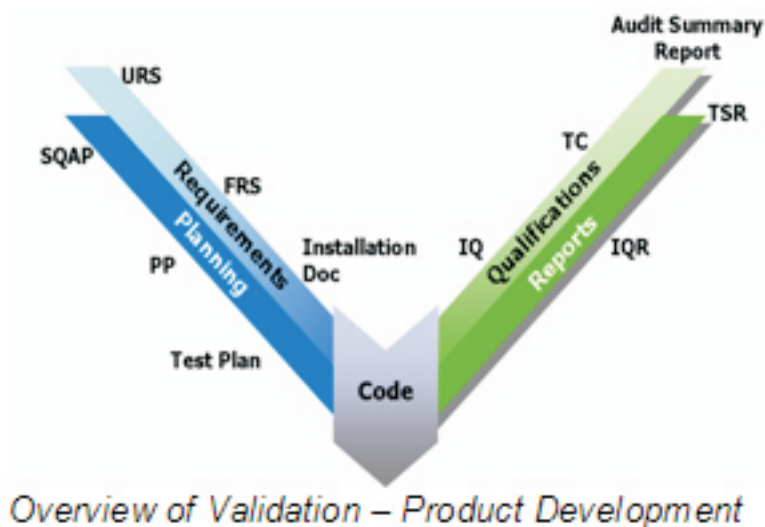 Audit Summary
Report
URS
TSR
TC
SQAP
FRS
Requirements
Planning
Qualifications
Reports
Installation
Doc
IQ
IQR
PP
Test Plan
Code
Overview of Validation – Product Development